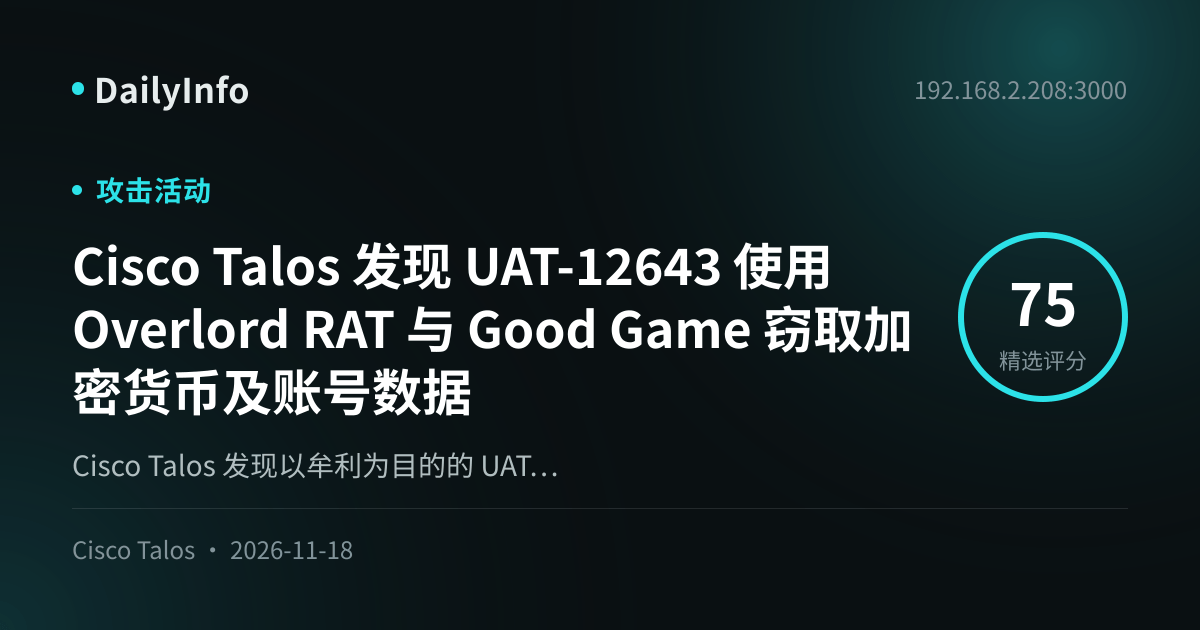 DailyInfo
192.168.2.208:3000
攻击活动
Cisco Talos 发现 UAT-12643 使用
Overlord RAT 与 Good Game 窃取加
密货币及账号数据
75
精选评分
Cisco Talos 发现以牟利为目的的 UAT…
Cisco Talos · 2026-11-18